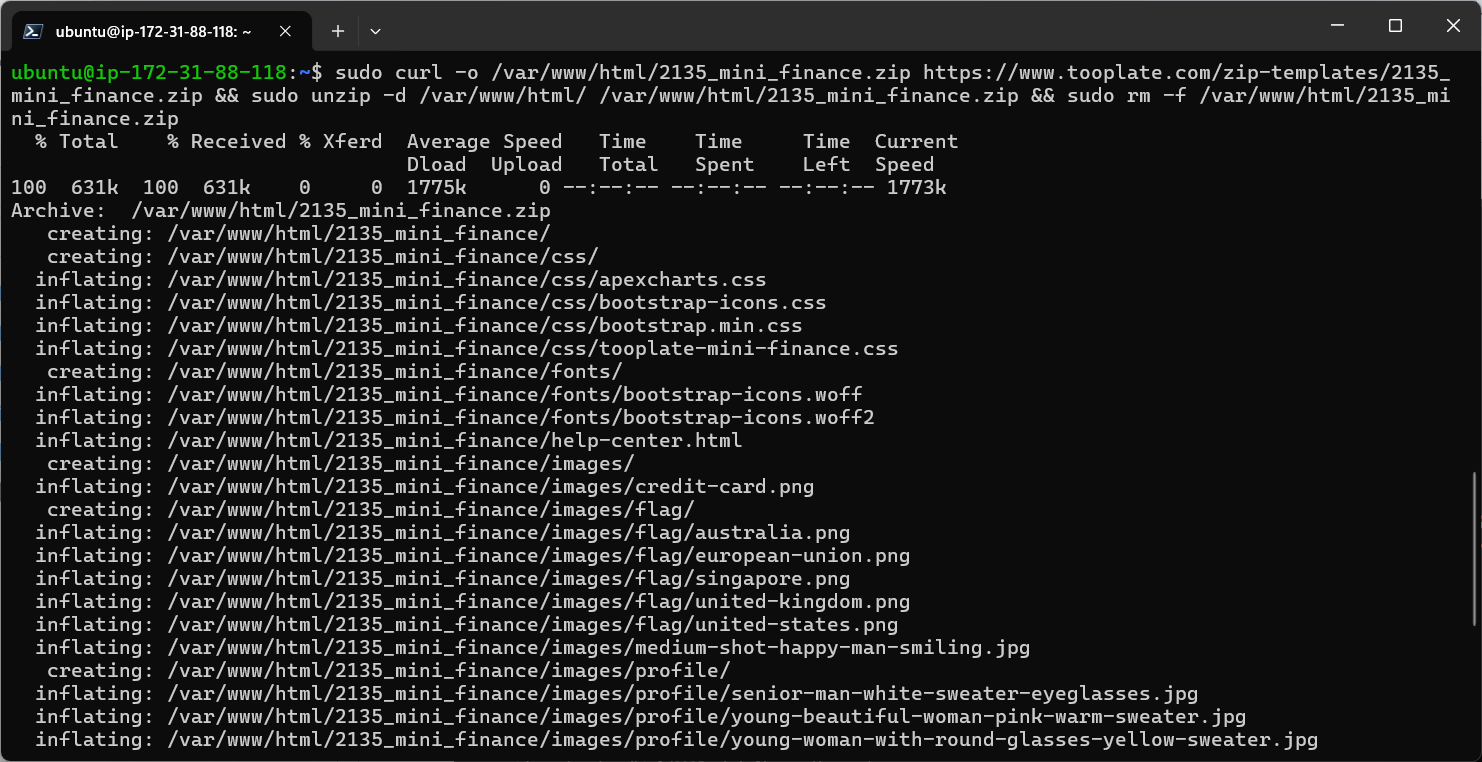 ubuntu@ip-172-31-88-118: ~
ubuntu@ip-172-31-88-118:~$ sudo curl -o /var/www/html/2135_mini_finance.zip https://www.tooplate.com/zip-templates/2135_
mini_finance.zip && sudo unzip -d /var/www/html/ /var/www/html/2135_mini_finance.zip && sudo rm -f /var/www/html/2135_mi
ni_finance.zip
  % Total    % Received % Xferd  Average Speed   Time    Time     Time  Current
                                 Dload  Upload   Total   Spent    Left  Speed
100  631k  100  631k    0     0  1775k      0 --:--:-- --:--:-- --:--:-- 1773k
Archive:  /var/www/html/2135_mini_finance.zip
   creating: /var/www/html/2135_mini_finance/
   creating: /var/www/html/2135_mini_finance/css/
  inflating: /var/www/html/2135_mini_finance/css/apexcharts.css
  inflating: /var/www/html/2135_mini_finance/css/bootstrap-icons.css
  inflating: /var/www/html/2135_mini_finance/css/bootstrap.min.css
  inflating: /var/www/html/2135_mini_finance/css/tooplate-mini-finance.css
   creating: /var/www/html/2135_mini_finance/fonts/
  inflating: /var/www/html/2135_mini_finance/fonts/bootstrap-icons.woff
  inflating: /var/www/html/2135_mini_finance/fonts/bootstrap-icons.woff2
  inflating: /var/www/html/2135_mini_finance/help-center.html
   creating: /var/www/html/2135_mini_finance/images/
  inflating: /var/www/html/2135_mini_finance/images/credit-card.png
   creating: /var/www/html/2135_mini_finance/images/flag/
  inflating: /var/www/html/2135_mini_finance/images/flag/australia.png
  inflating: /var/www/html/2135_mini_finance/images/flag/european-union.png
  inflating: /var/www/html/2135_mini_finance/images/flag/singapore.png
  inflating: /var/www/html/2135_mini_finance/images/flag/united-kingdom.png
  inflating: /var/www/html/2135_mini_finance/images/flag/united-states.png
  inflating: /var/www/html/2135_mini_finance/images/medium-shot-happy-man-smiling.jpg
   creating: /var/www/html/2135_mini_finance/images/profile/
  inflating: /var/www/html/2135_mini_finance/images/profile/senior-man-white-sweater-eyeglasses.jpg
  inflating: /var/www/html/2135_mini_finance/images/profile/young-beautiful-woman-pink-warm-sweater.jpg
  inflating: /var/www/html/2135_mini_finance/images/profile/young-woman-with-round-glasses-yellow-sweater.jpg